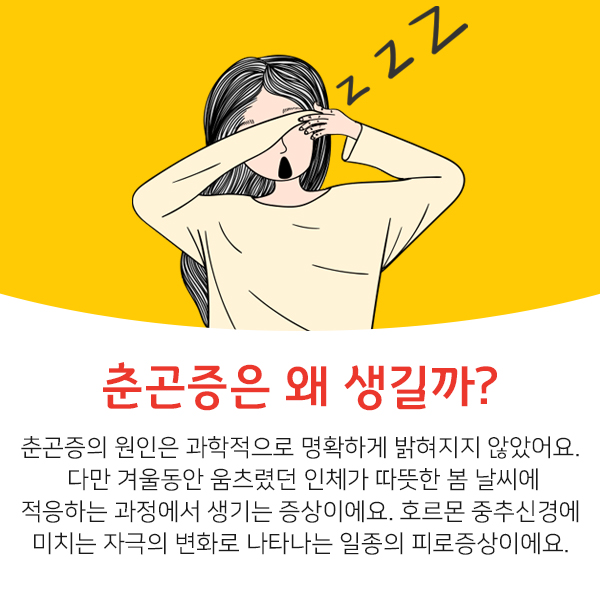 z z z
춘곤증은 왜 생길까?
춘곤증의 원인은 과학적으로 명확하게 밝혀지지 않았어요.
다만 겨울동안 움츠렸던 인체가 따뜻한 봄 날씨에
적응하는 과정에서 생기는 증상이에요. 호르몬 중추신경에
미치는 자극의 변화로 나타나는 일종의 피로증상이에요.